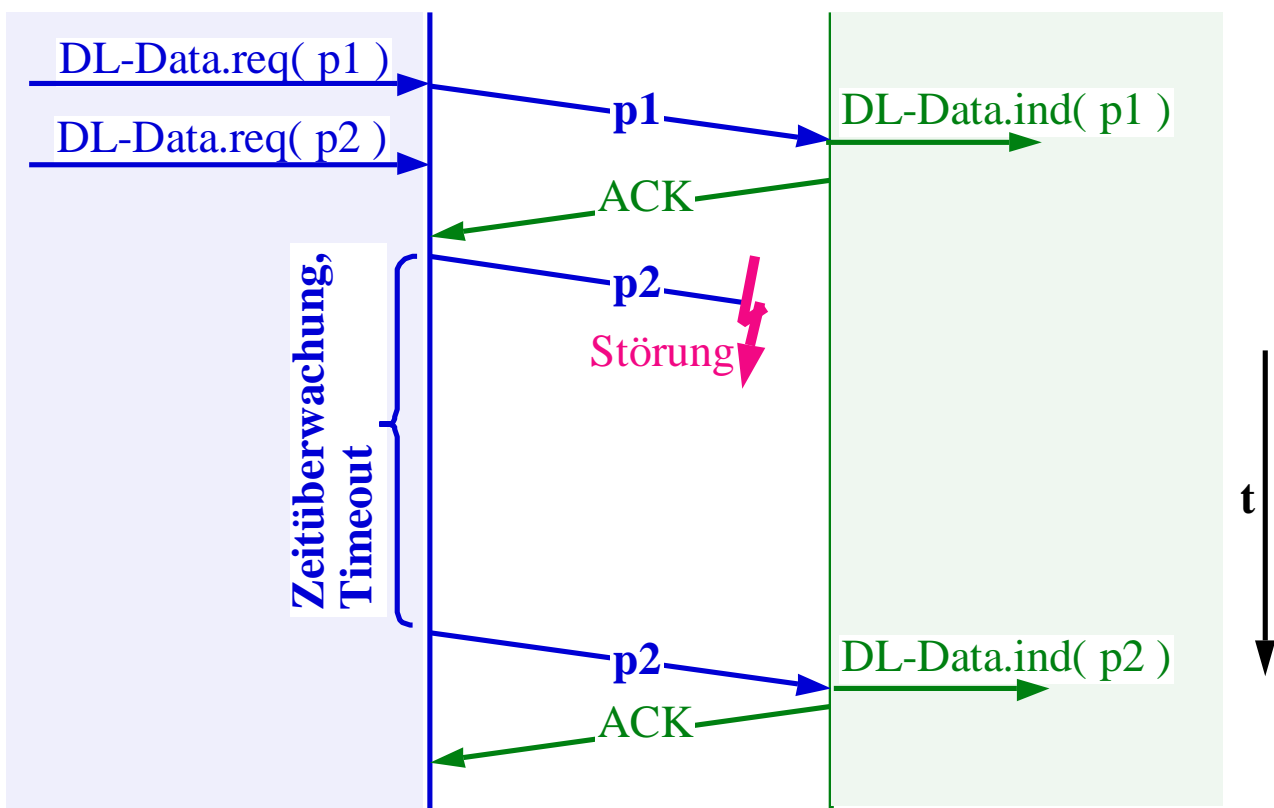 DL-Data.req( p1 )
p1
DL-Data.ind( p1 )
DL-Data.req( p2 )
ACK
Zeitüberwachung,
Timeout
p2
Störung
t
p2
DL-Data.ind( p2 )
ACK